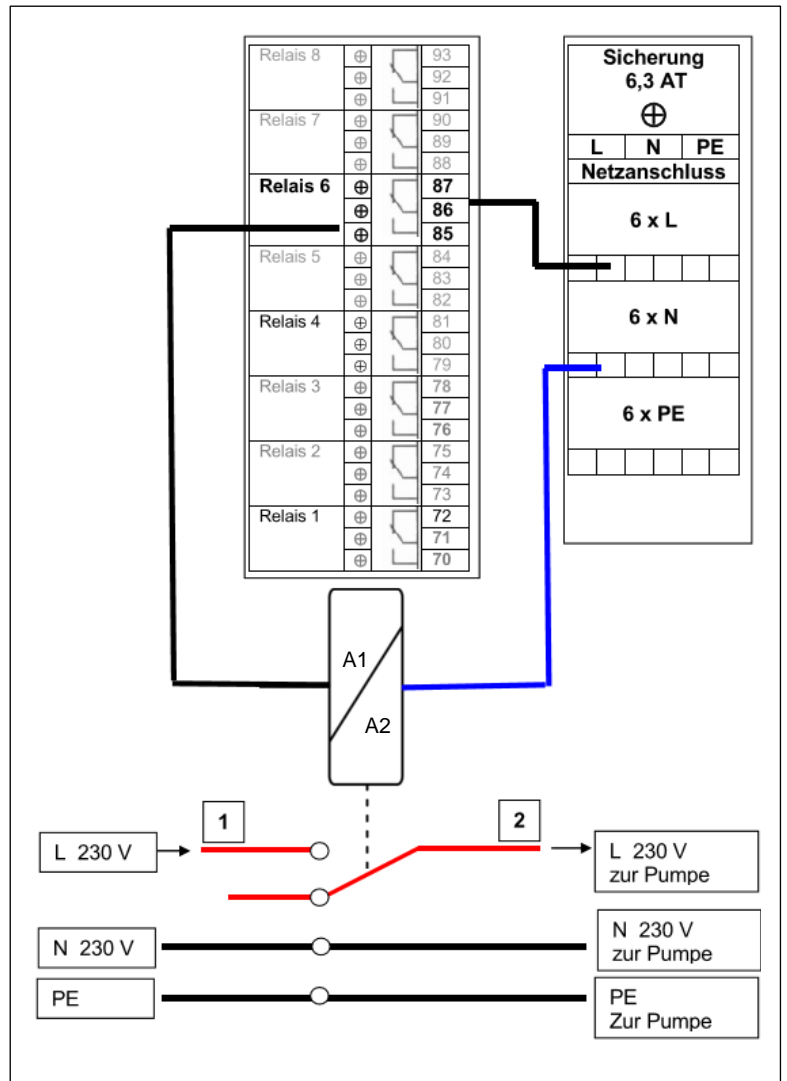 Relais 8 93
92
91
Relais 7 90
89
88
Relais 6 87
86
85
Relais 5 84
83
82
Relais 4 81
80
79
Relais 3 78
77
76
Relais 2 75
74
73
Relais 1 72
71
70
Sicherung
6,3 AT
L N PE
Netzanschluss
6 x L
6 x N
6 x PE
A1
A2
1
2
L 230 V
L 230 V
zur Pumpe
N 230 V
N 230 V
zur Pumpe
PE
PE
Zur Pumpe